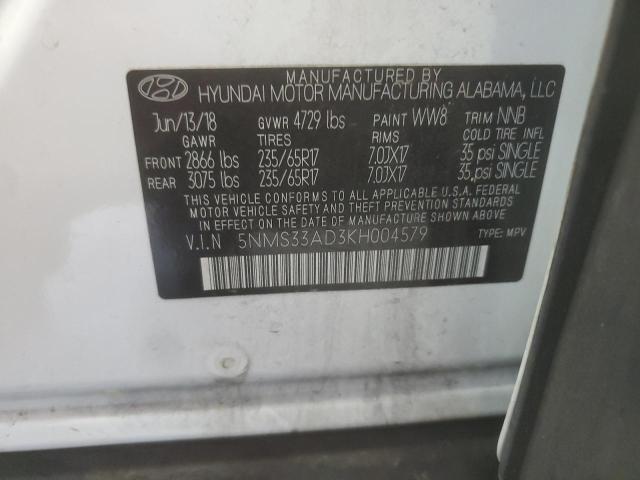 MANUFACTURED BY
HYUNDAI MOTOR MANUFACTURING ALABAMA, LLC
Jun/13/18 GVWR 4729 lbs PAINT WW8 TRIM NNB
GAWR TIRES RIMS COLD TIRE INFL
FRONT 2866 lbs 235/65R17 7.0JX17 35 psi SINGLE
REAR 3075 lbs 235/65R17 7.0JX17 35 psi SINGLE
THIS VEHICLE CONFORMS TO ALL APPLICABLE U.S.A. FEDERAL
MOTOR VEHICLE SAFETY AND THEFT PREVENTION STANDARDS
IN EFFECT ON THE DATE OF MANUFACTURE SHOWN ABOVE.
V.I.N 5NMS33AD3KH004579 TYPE: MPV